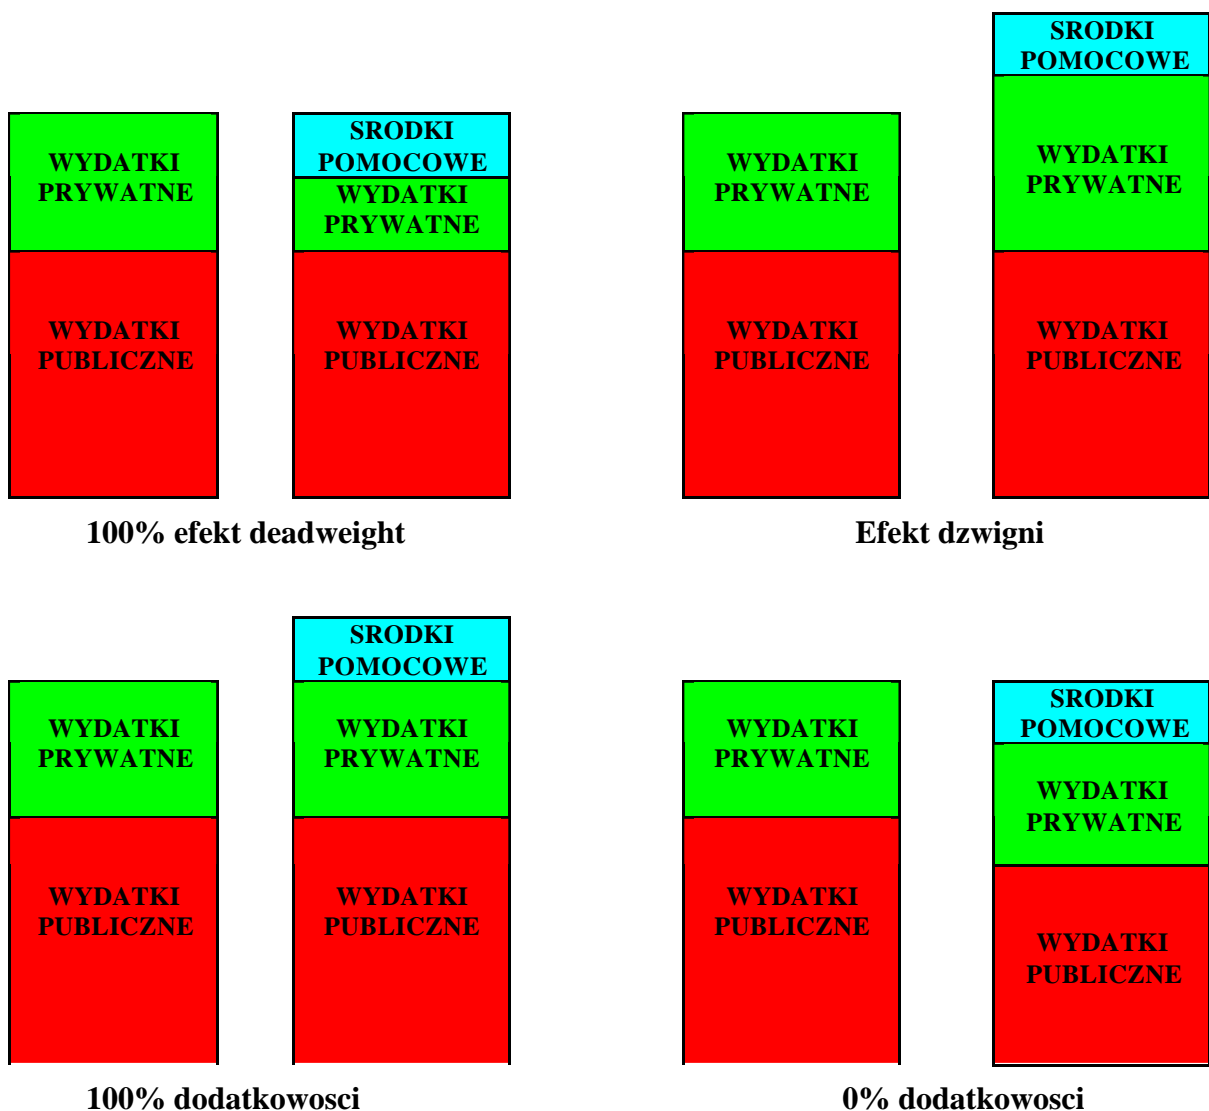 SRODKI
POMOCOWE
WYDATKI
PRYWATNE
SRODKI
POMOCOWE
WYDATKI
PRYWATNE
WYDATKI
PRYWATNE
WYDATKI
PRYWATNE
WYDATKI
PUBLICZNE
WYDATKI
PUBLICZNE
WYDATKI
PUBLICZNE
WYDATKI
PUBLICZNE
100% efekt deadweight
Efekt dzwigni
SRODKI
POMOCOWE
WYDATKI
PRYWATNE
WYDATKI
PRYWATNE
WYDATKI
PRYWATNE
SRODKI
POMOCOWE
WYDATKI
PRYWATNE
WYDATKI
PUBLICZNE
WYDATKI
PUBLICZNE
WYDATKI
PUBLICZNE
WYDATKI
PUBLICZNE
100% dodatkowosci
0% dodatkowosci